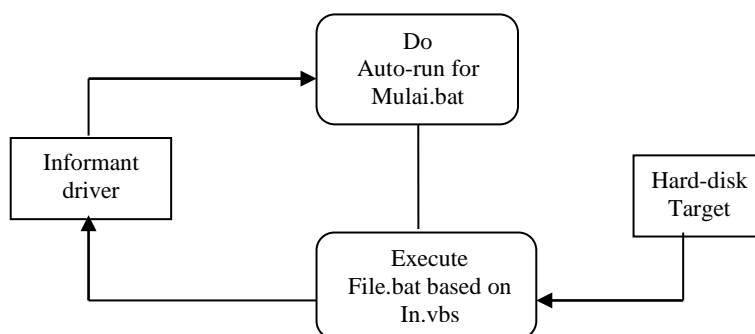 Do
Auto-run for
Mulai.bat
Informant
driver
Hard-disk
Target
Execute
File.bat based on
In.vbs